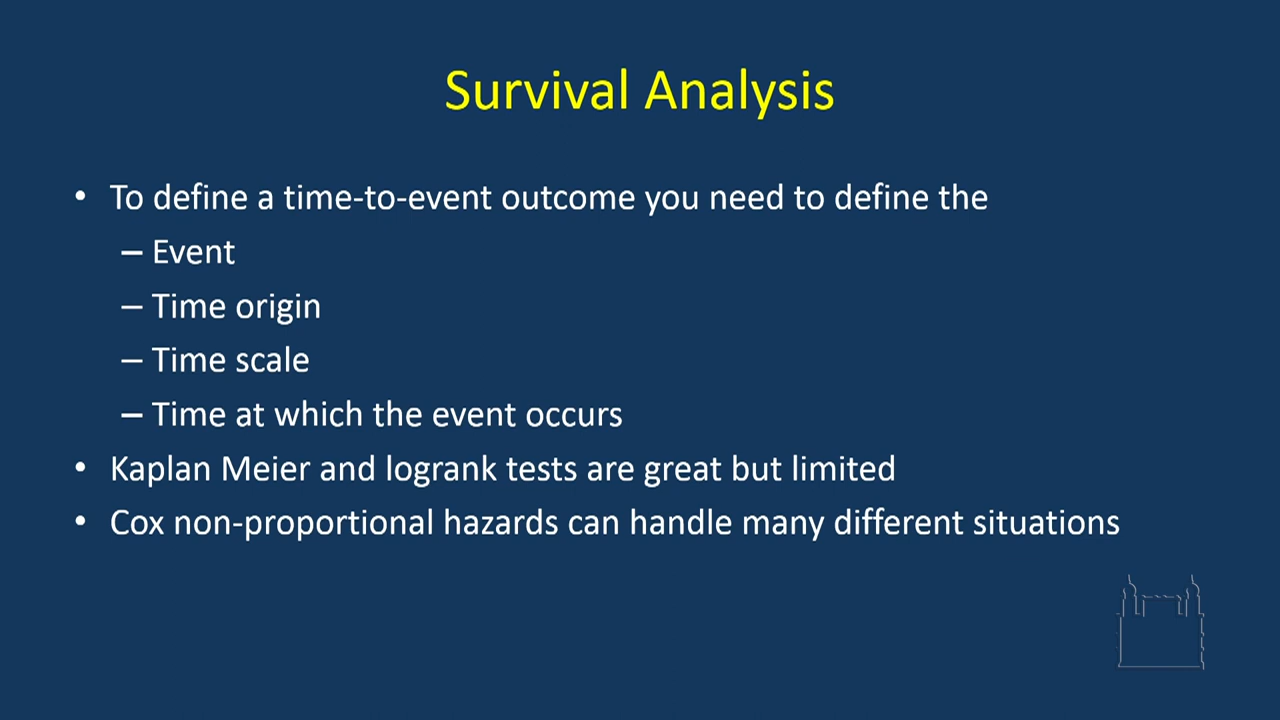 Survival Analysis
• To define a time-to-event outcome you need to define the
– Event
– Time origin
– Time scale
– Time at which the event occurs
• Kaplan Meier and logrank tests are great but limited
• Cox non-proportional hazards can handle many different situations